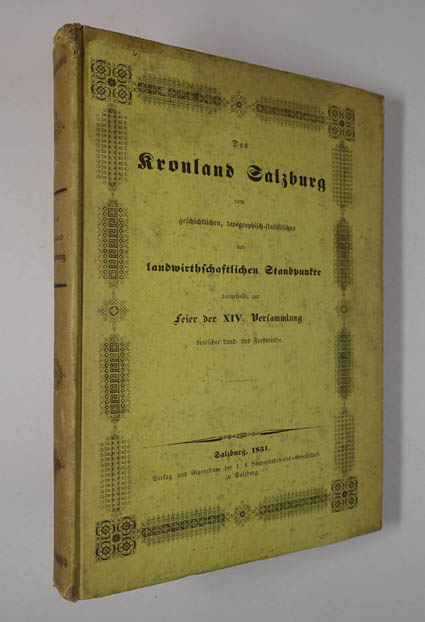 Das
Kronland Salzburg
vom
geschichtlichen, topographisch-statistischen
und
landwirthschaftlichen Standpunkte
dargestellt, zur
Feier der XIV. Versammlung
deutscher Land- und Forstwirthe.
Salzburg, 1851.
Verlag und Eigenthum der k. k. Landwirthschafts-Gesellschaft
zu Salzburg.